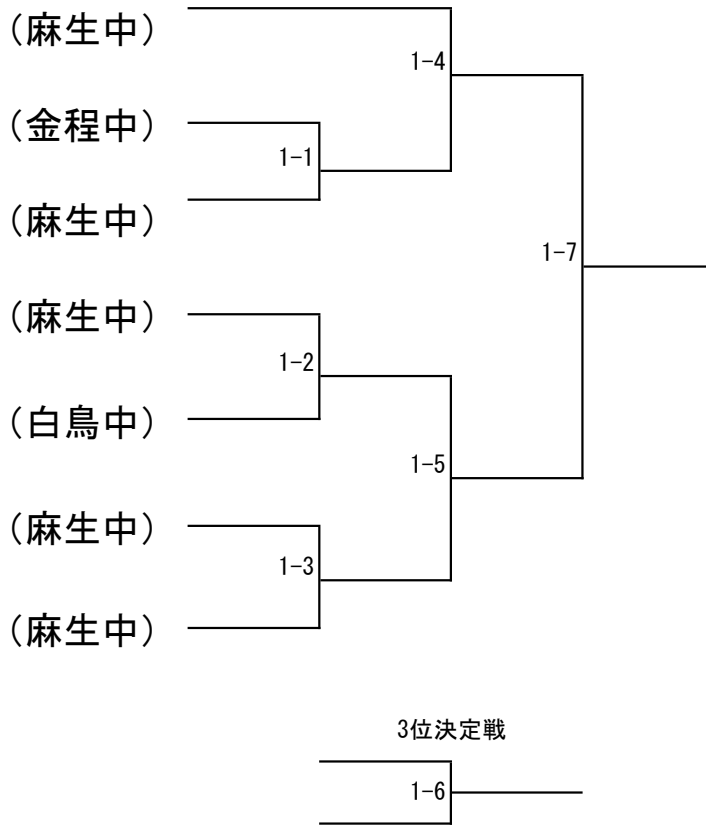 （麻生中）
1-4
（金程中）
1-1
（麻生中）
1-7
（麻生中）
1-2
（白鳥中）
1-5
（麻生中）
1-3
（麻生中）
3位決定戦
1-6